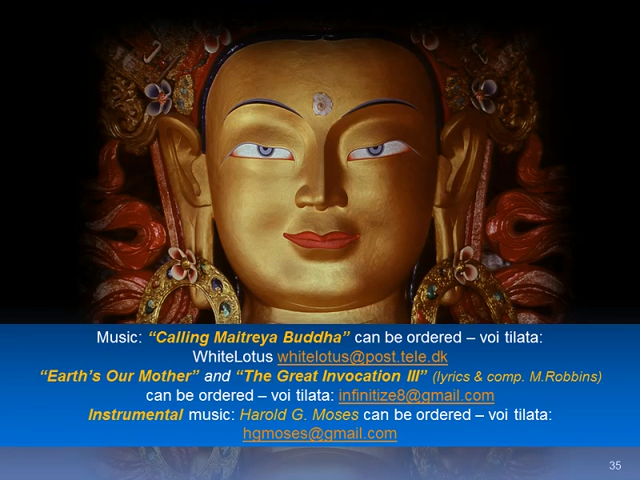 Music: “Calling Maitreya Buddha” can be ordered – voi tilata:
WhiteLotus whitelotus@post.tele.dk
“Earth’s Our Mother” and “The Great Invocation III” (lyrics & comp. M.Robbins)
can be ordered – voi tilata: infinitize8@gmail.com
Instrumental music: Harold G. Moses can be ordered – voi tilata:
hgmoses@gmail.com
35